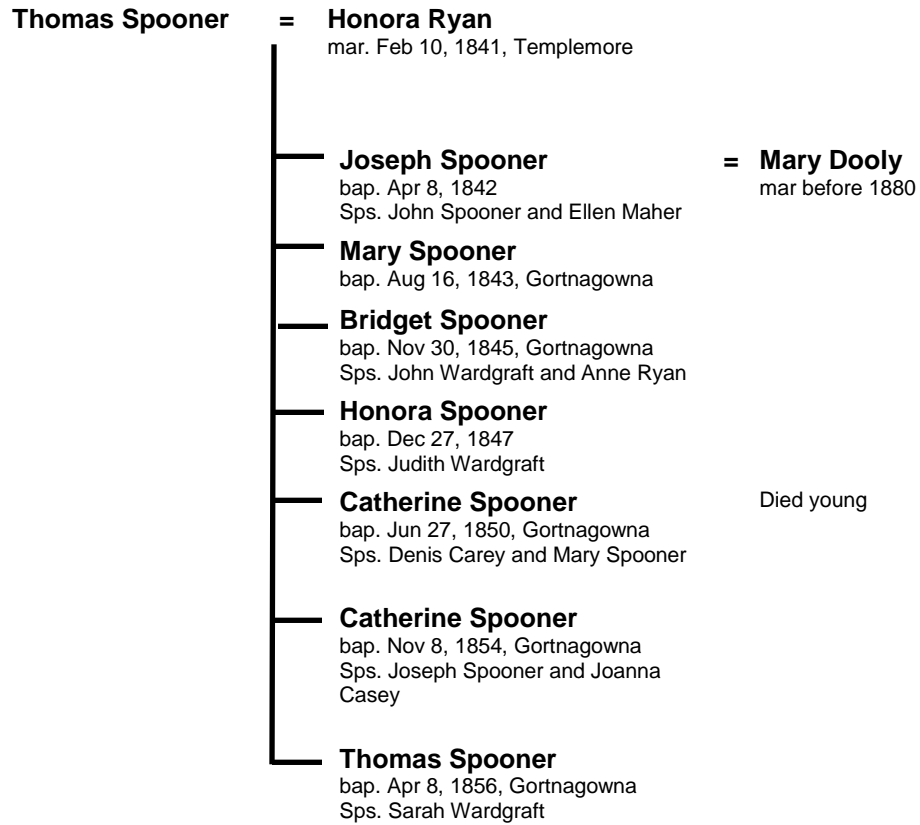 Thomas Spooner = Honora Ryan
mar. Feb 10, 1841, Templemore
Joseph Spooner = Mary Dooly
bap. Apr 8, 1842 mar before 1880
Sps. John Spooner and Ellen Maher
Mary Spooner
bap. Aug 16, 1843, Gortnagowna
Bridget Spooner
bap. Nov 30, 1845, Gortnagowna
Sps. John Wardgraft and Anne Ryan
Honora Spooner
bap. Dec 27, 1847
Sps. Judith Wardgraft
Catherine Spooner Died young
bap. Jun 27, 1850, Gortnagowna
Sps. Denis Carey and Mary Spooner
Catherine Spooner
bap. Nov 8, 1854, Gortnagowna
Sps. Joseph Spooner and Joanna
Casey
Thomas Spooner
bap. Apr 8, 1856, Gortnagowna
Sps. Sarah Wardgraft